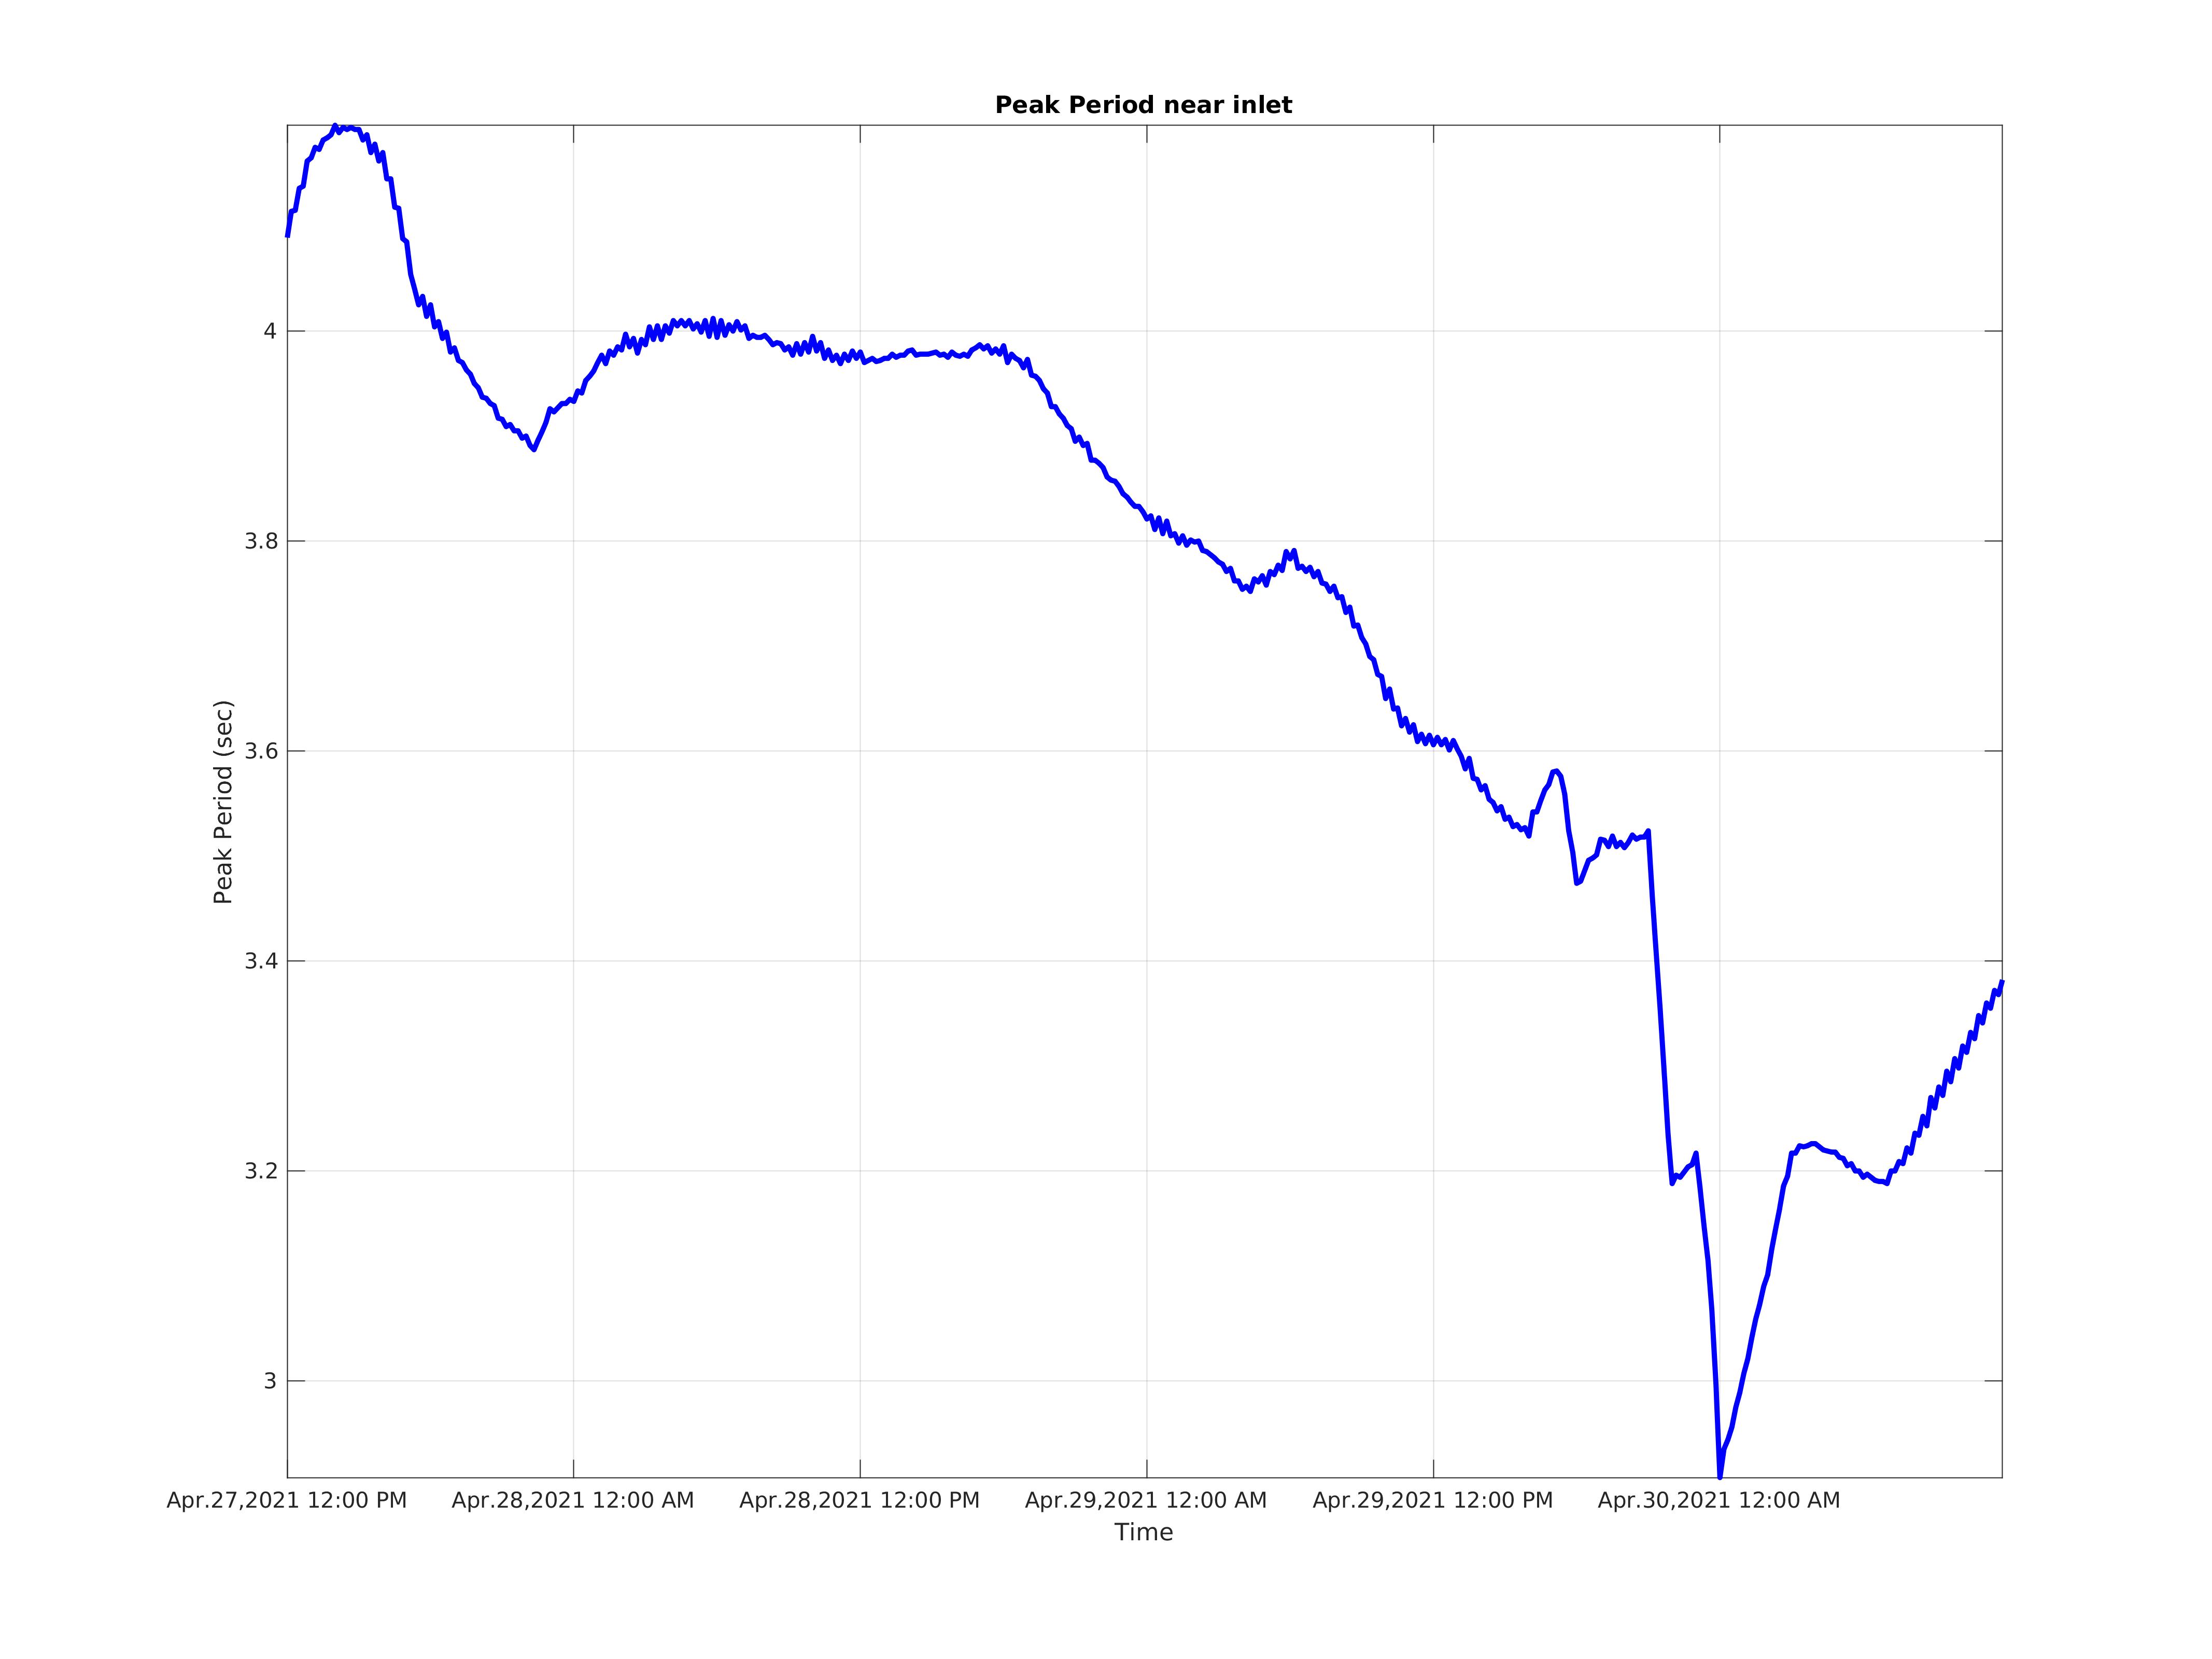 Peak Period near inlet
4
3.8
3.6
3.4
3.2
3
Peak Period (sec)
Apr.27,2021 12:00 PM
Apr.28,2021 12:00 AM
Apr.28,2021 12:00 PM
Apr.29,2021 12:00 AM
Apr.29,2021 12:00 PM
Apr.30,2021 12:00 AM
Time